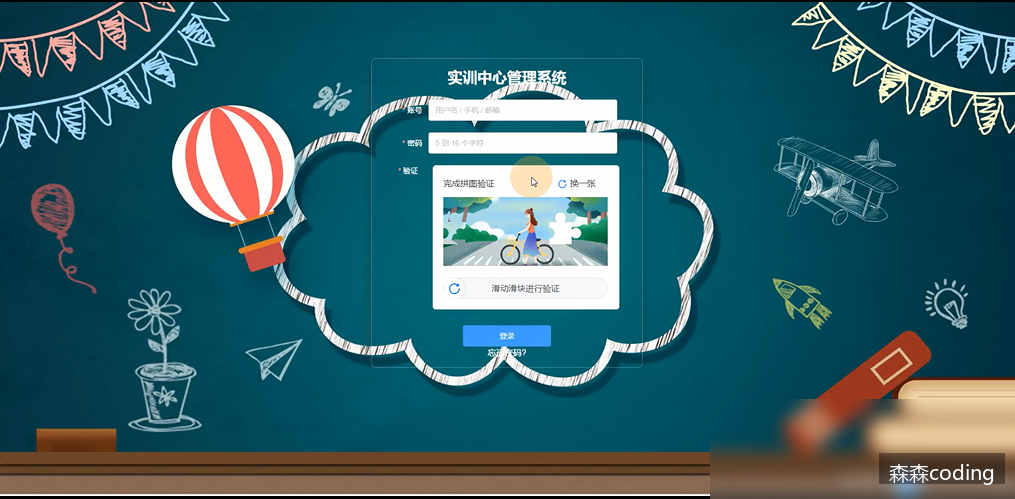 实训中心管理系统
账号 用户名 / 手机 / 邮箱
* 密码 5 到 16 个字符
* 验证
完成拼图验证 换一张
滑动滑块进行验证
登录
忘记密码?
森森coding